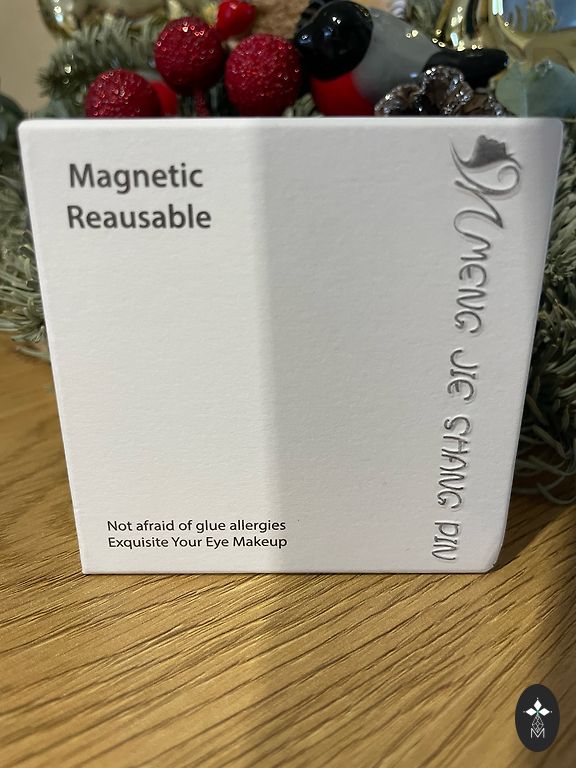 Magnetic
Reausable
MENG JIE SHANG PIN
Not afraid of glue allergies
Exquisite Your Eye Makeup
M